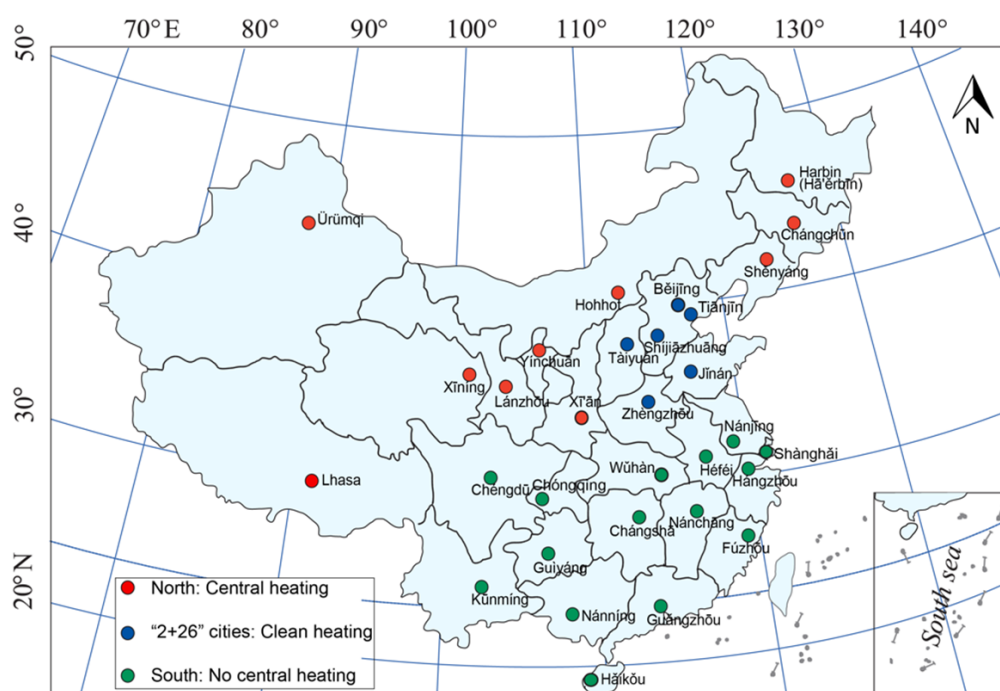 70° E 80° 90° 100° 110° 120° 130° 140°
50°
40°
30°
20° N
N
Harbin
(Hā'ěrbīn)
Ürümqi
Chángchūn
Shěnyáng
Běijīng
Hohhot
Tiānjīn
Shíjiāzhuāng
Tàiyuán
Yínchuān
Jǐnán
Xīníng
Lánzhōu
Xī'ān
Zhèngzhōu
Nánjīng
Shànghǎi
Lhasa
Wǔhàn
Héféi
Hángzhōu
Chéngdū
Chóngqìng
Chángshā
Nánchāng
Fúzhōu
Guìyáng
Kūnmíng
Nánníng
Guǎngzhōu
Hǎikǒu
South sea
North: Central heating
“2+26” cities: Clean heating
South: No central heating